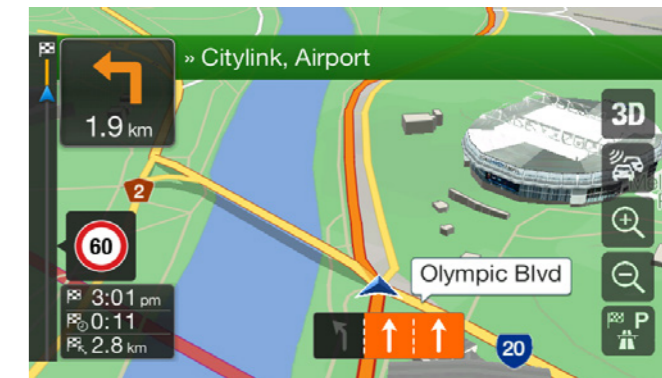 » Citylink, Airport
1.9 km
3D
2
60
Olympic Blvd
3:01 pm
0:11
2.8 km
20
P